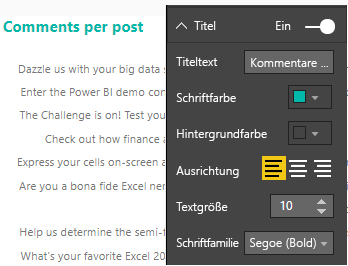 Comments per post
Dazzle us with your big data s
Enter the Power BI demo con
The Challenge is on! Test you
Check out how finance a
Express your cells on-screen a
Are you a bona fide Excel ner
Help us determine the semi-f
What's your favorite Excel 20
Titel Ein
Titeltext Kommentare ...
Schriftfarbe
Hintergrundfarbe
Ausrichtung
Textgröße 10
Schriftfamilie Segoe (Bold)